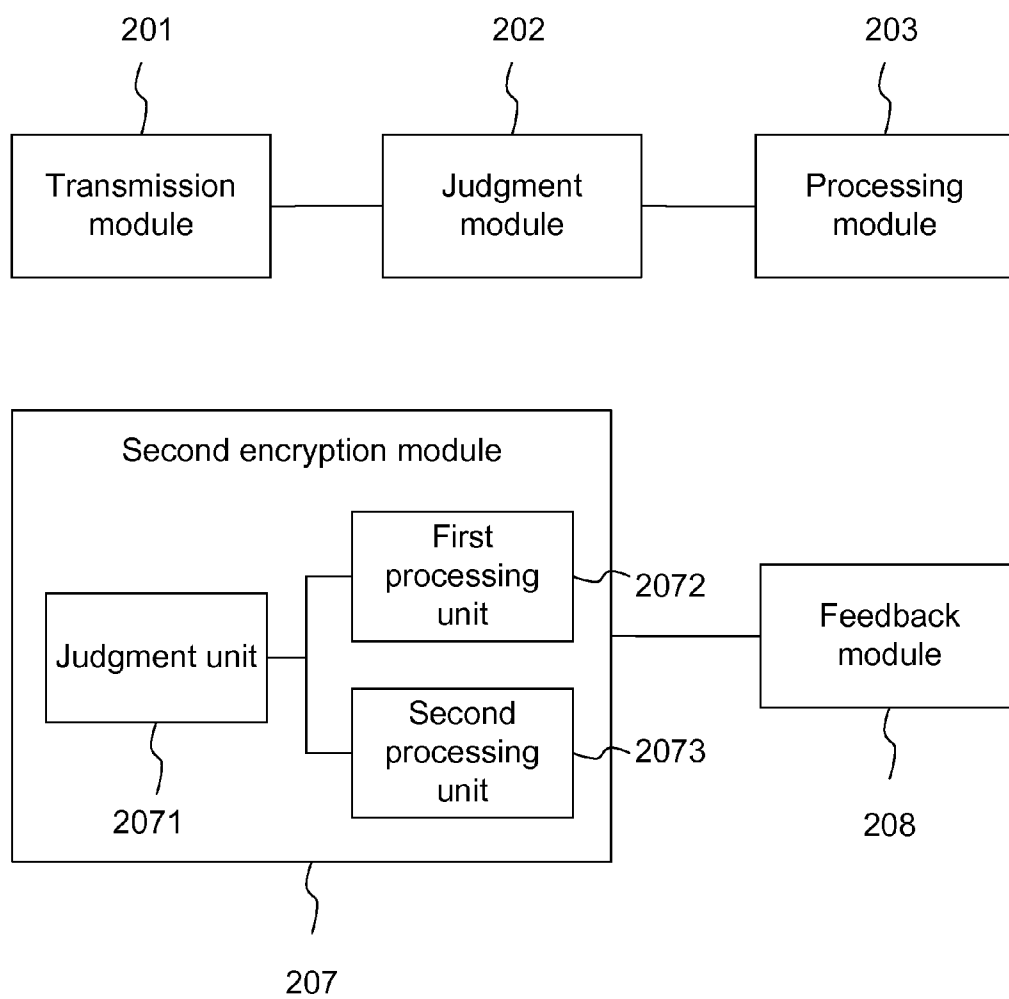 201
202
203
Transmission
module
Judgment
module
Processing
module
Second encryption module
First
processing
unit
2072
Judgment unit
Second
processing
unit
2073
2071
Feedback
module
208
207